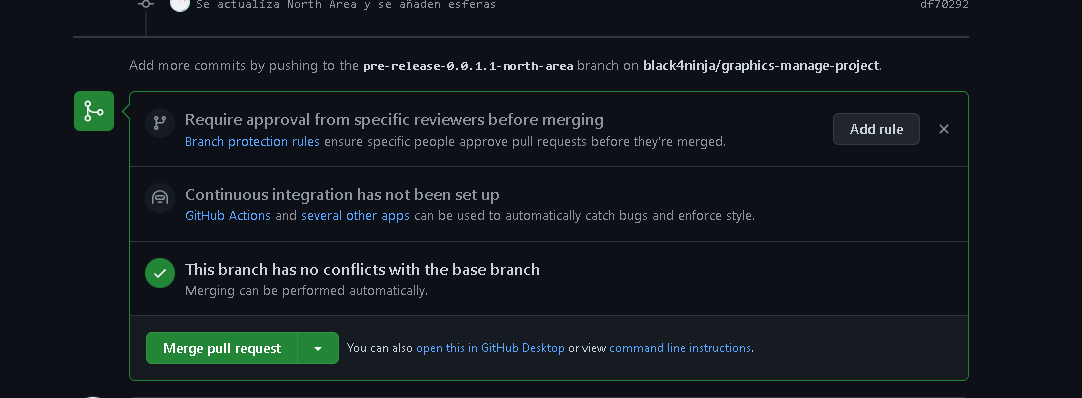 Se actualiza North Area y se añaden esferas df70292
Add more commits by pushing to the pre-release-0.0.1.1-north-area branch on black4ninja/graphics-manage-project.
Require approval from specific reviewers before merging
Branch protection rules ensure specific people approve pull requests before they're merged.
Add rule
Continuous integration has not been set up
GitHub Actions and several other apps can be used to automatically catch bugs and enforce style.
This branch has no conflicts with the base branch
Merging can be performed automatically.
Merge pull request
You can also open this in GitHub Desktop or view command line instructions.